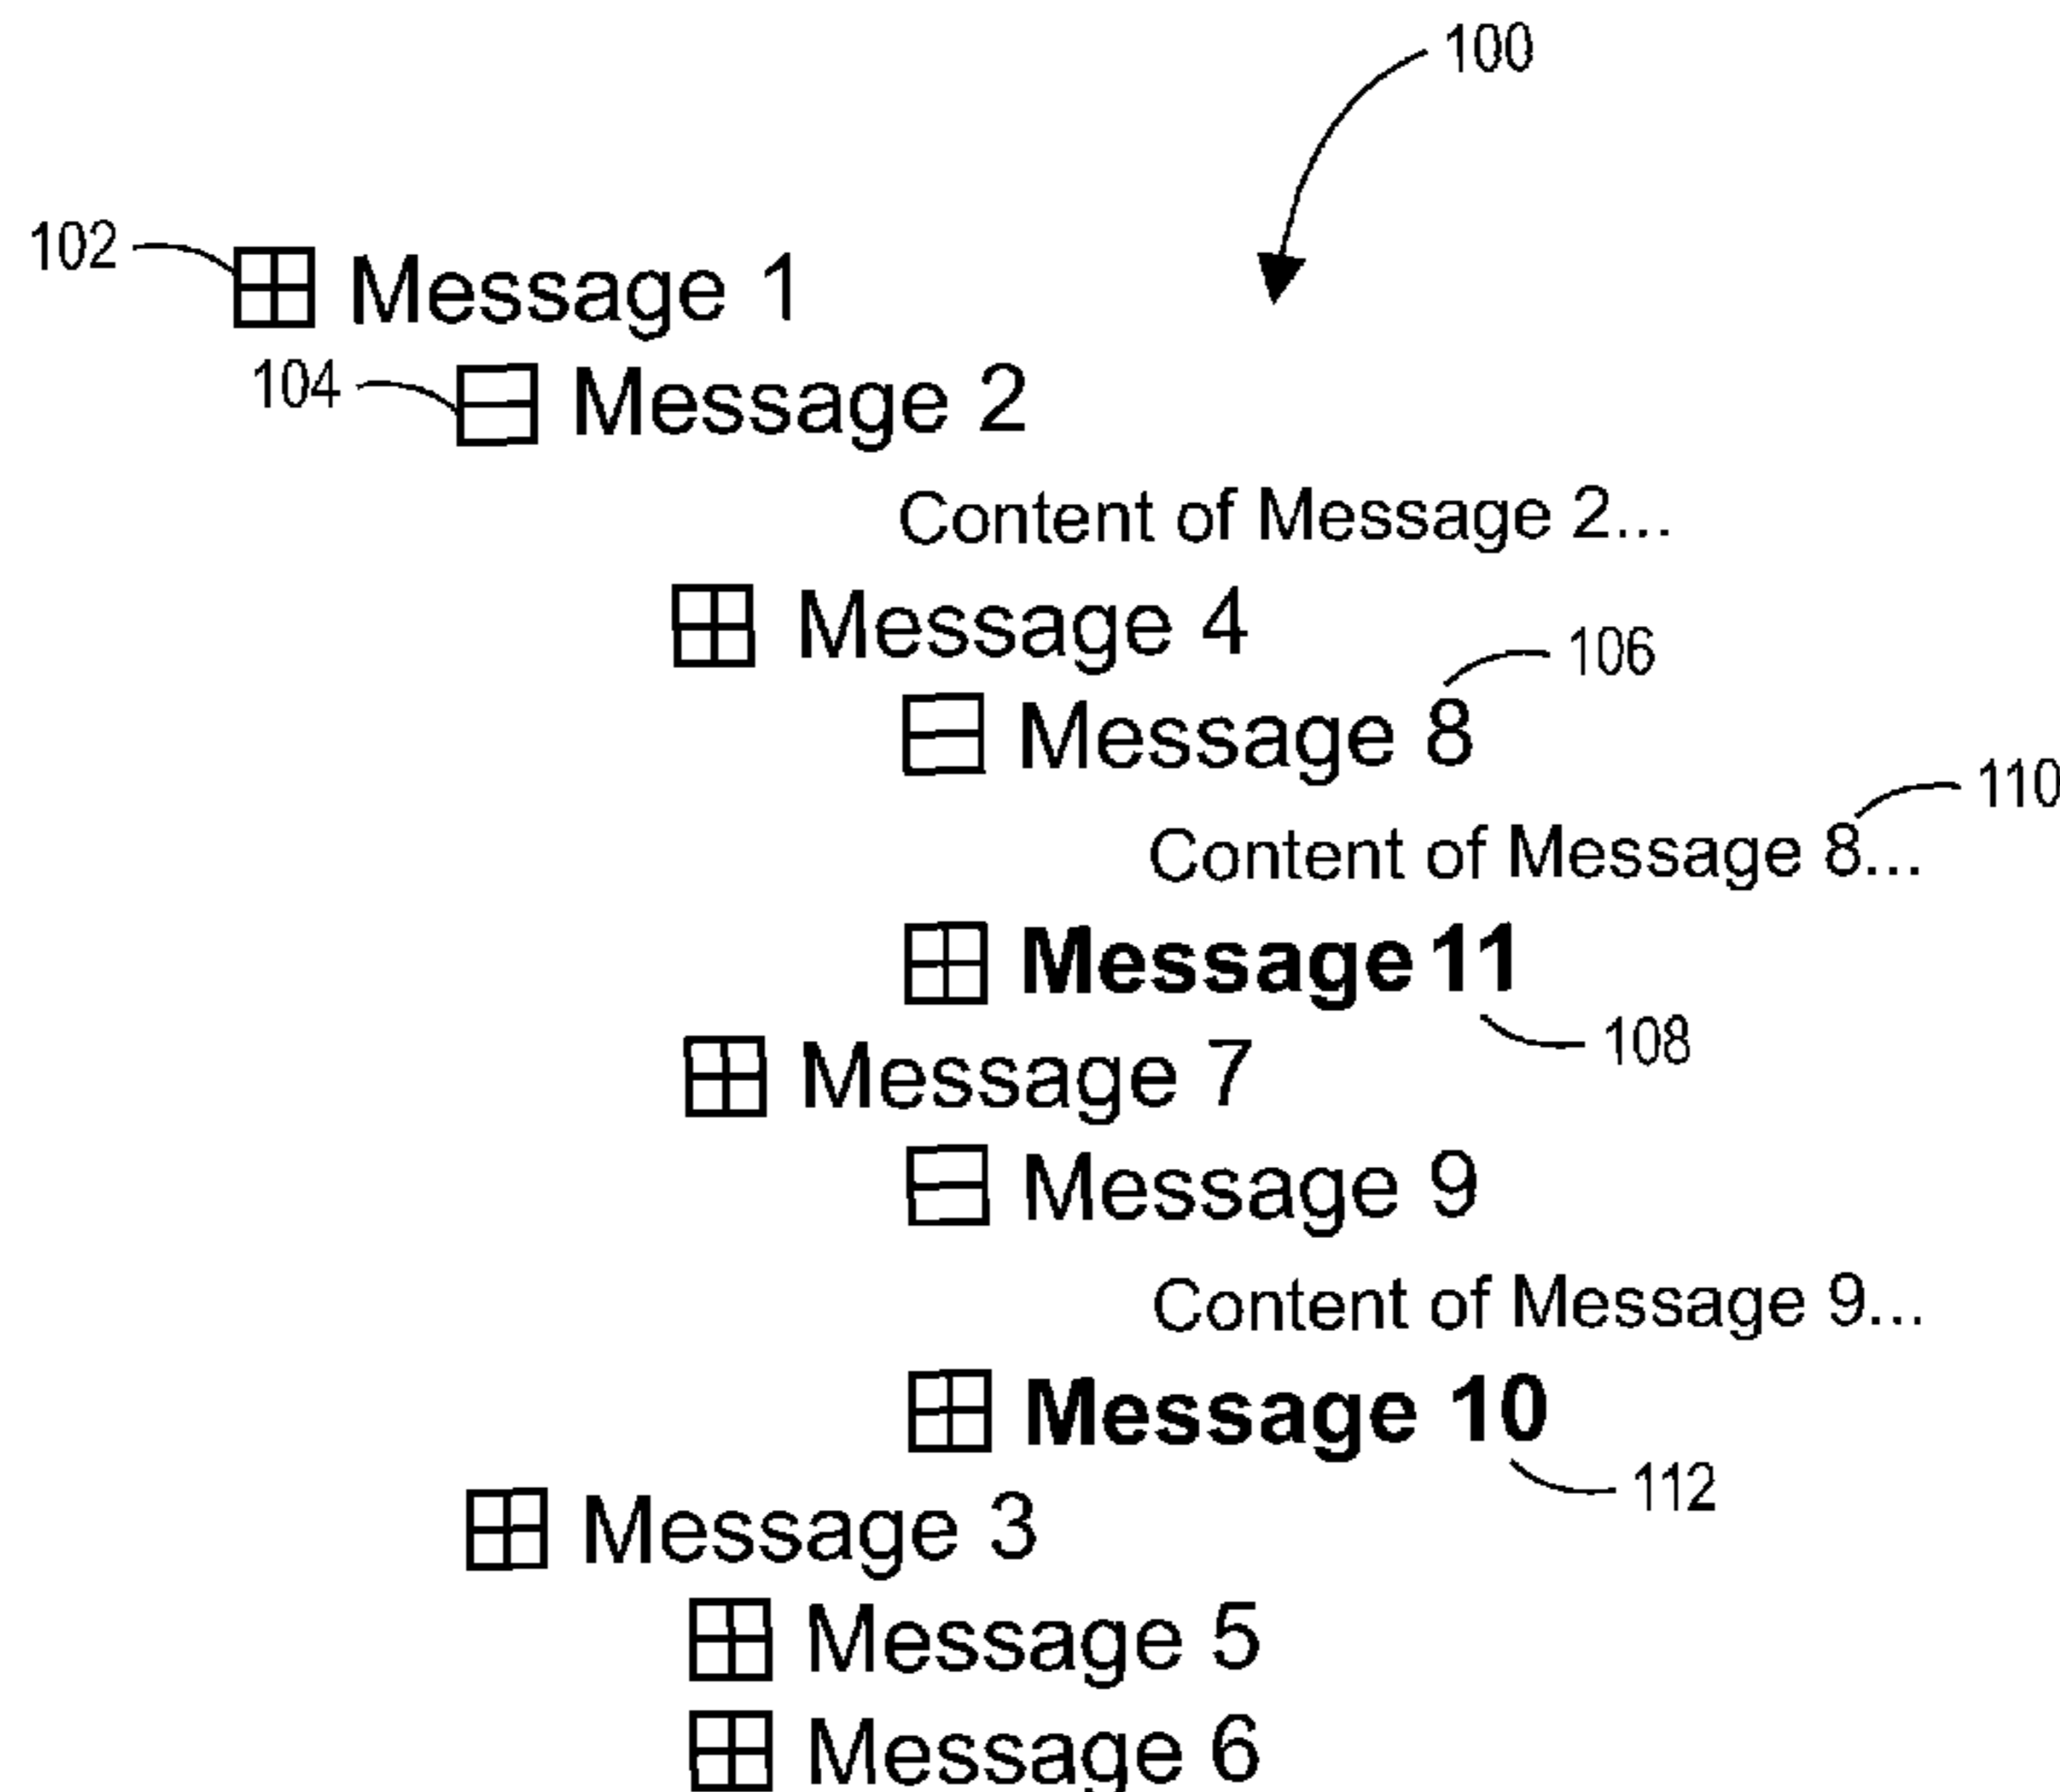 100
102 Message 1
104 Message 2
Content of Message 2...
Message 4
106
Message 8
110
Content of Message 8...
Message 11
108
Message 7
Message 9
Content of Message 9...
Message 10
112
Message 3
Message 5
Message 6